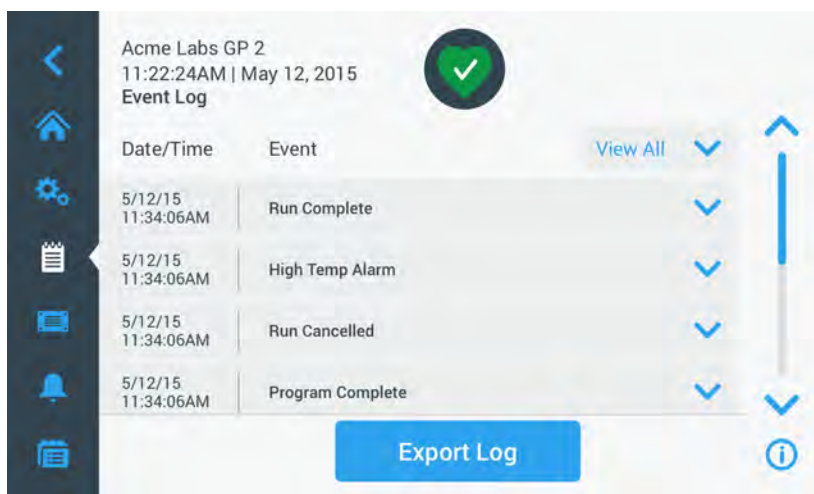 Acme Labs GP 2
11:22:24AM | May 12, 2015
Event Log
Date/Time Event View All
5/12/15
11:34:06AM Run Complete
5/12/15
11:34:06AM High Temp Alarm
5/12/15
11:34:06AM Run Cancelled
5/12/15
11:34:06AM Program Complete
Export Log